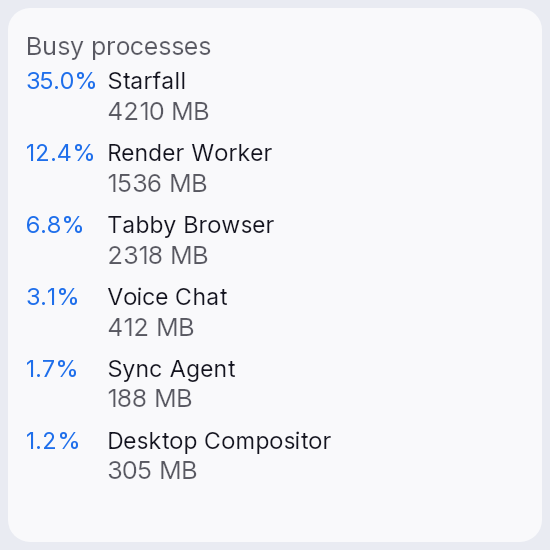 Busy processes
35.0% Starfall
4210 MB
12.4% Render Worker
1536 MB
6.8% Tabby Browser
2318 MB
3.1% Voice Chat
412 MB
1.7% Sync Agent
188 MB
1.2% Desktop Compositor
305 MB